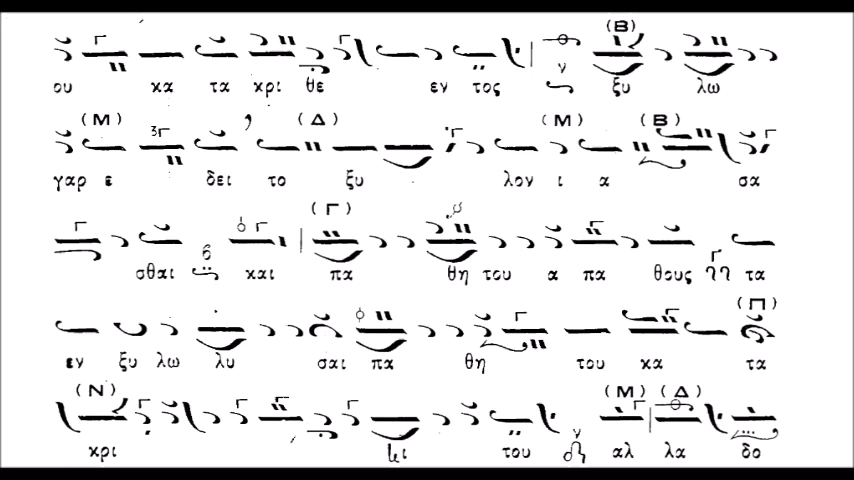 (Β)
ου κα τα κρι θε εν τος ξυ λω
(Μ) (Δ) (Μ) (Β)
γαρ ε δει το ξυ λον ι α σα
(Γ)
σθαι και πα θη του α πα θους τα
(Π)
εν ξυ λω λυ σαι πα θη του κα τα
(Ν) (Μ) (Δ)
κρι του αλ λα δο